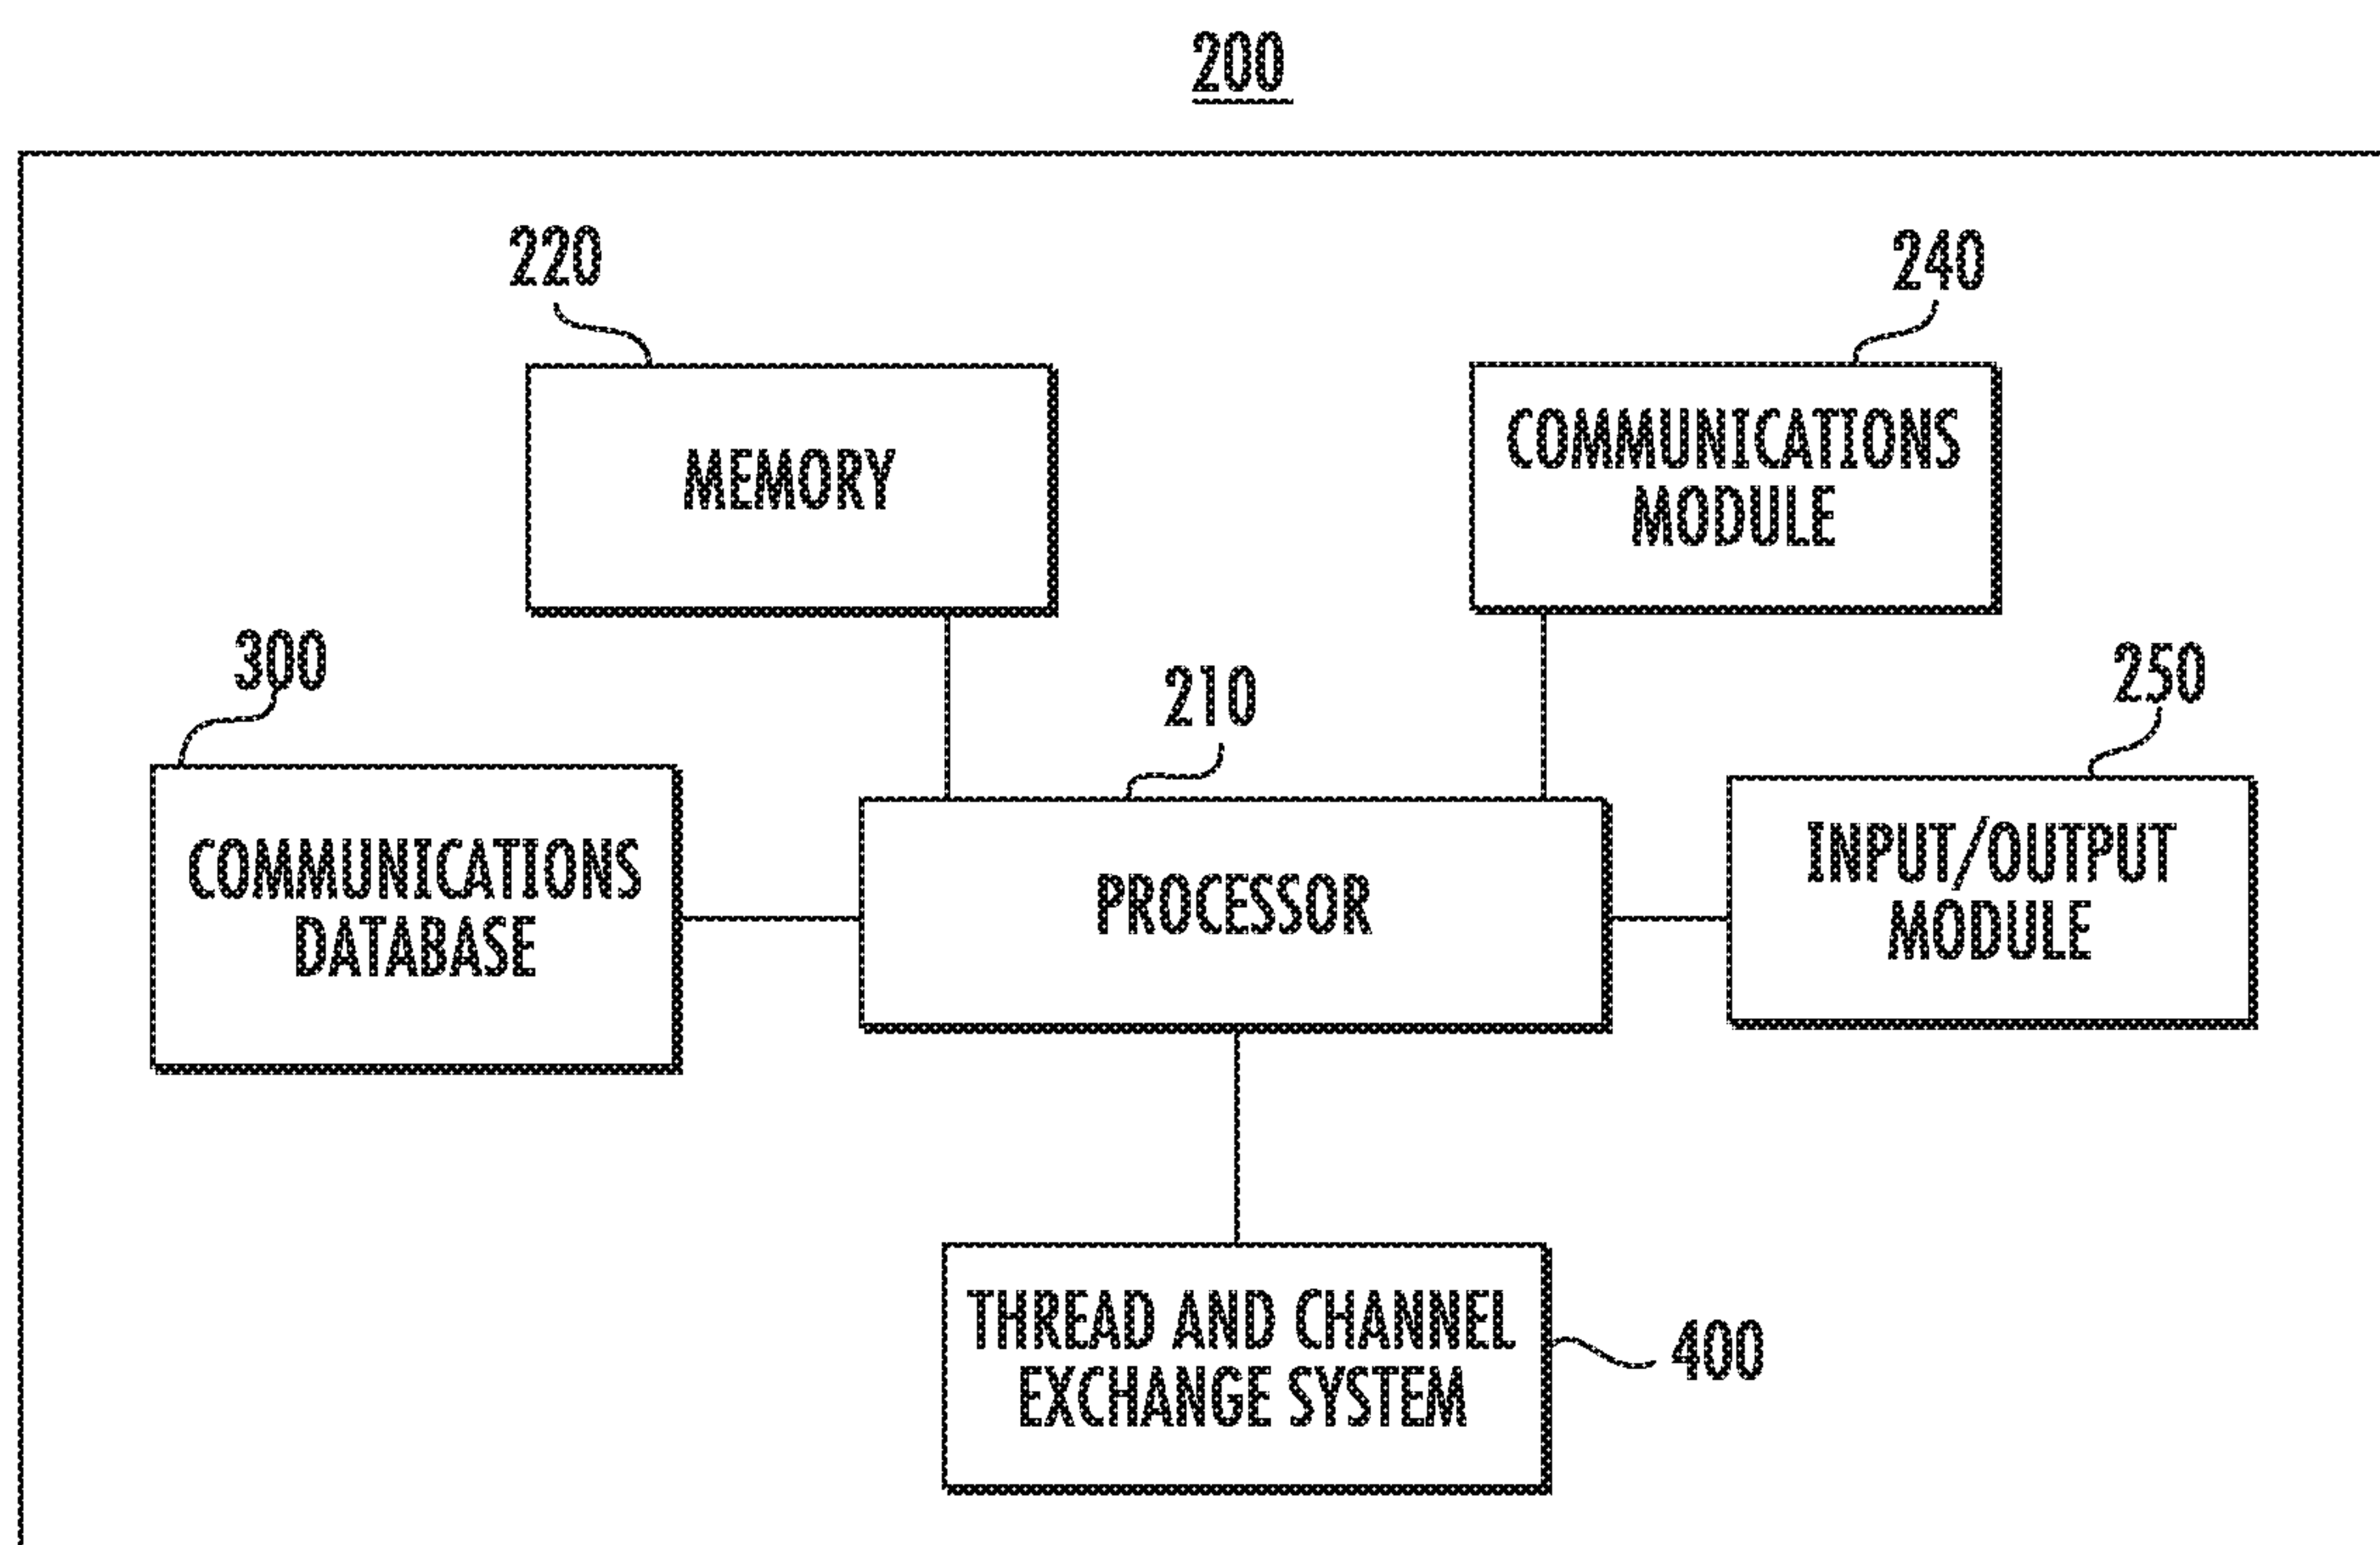 200
220
240
MEMORY
COMMUNICATIONS
MODULE
300
210
250
COMMUNICATIONS
DATABASE
PROCESSOR
INPUT/OUTPUT
MODULE
THREAD AND CHANNEL
EXCHANGE SYSTEM
400